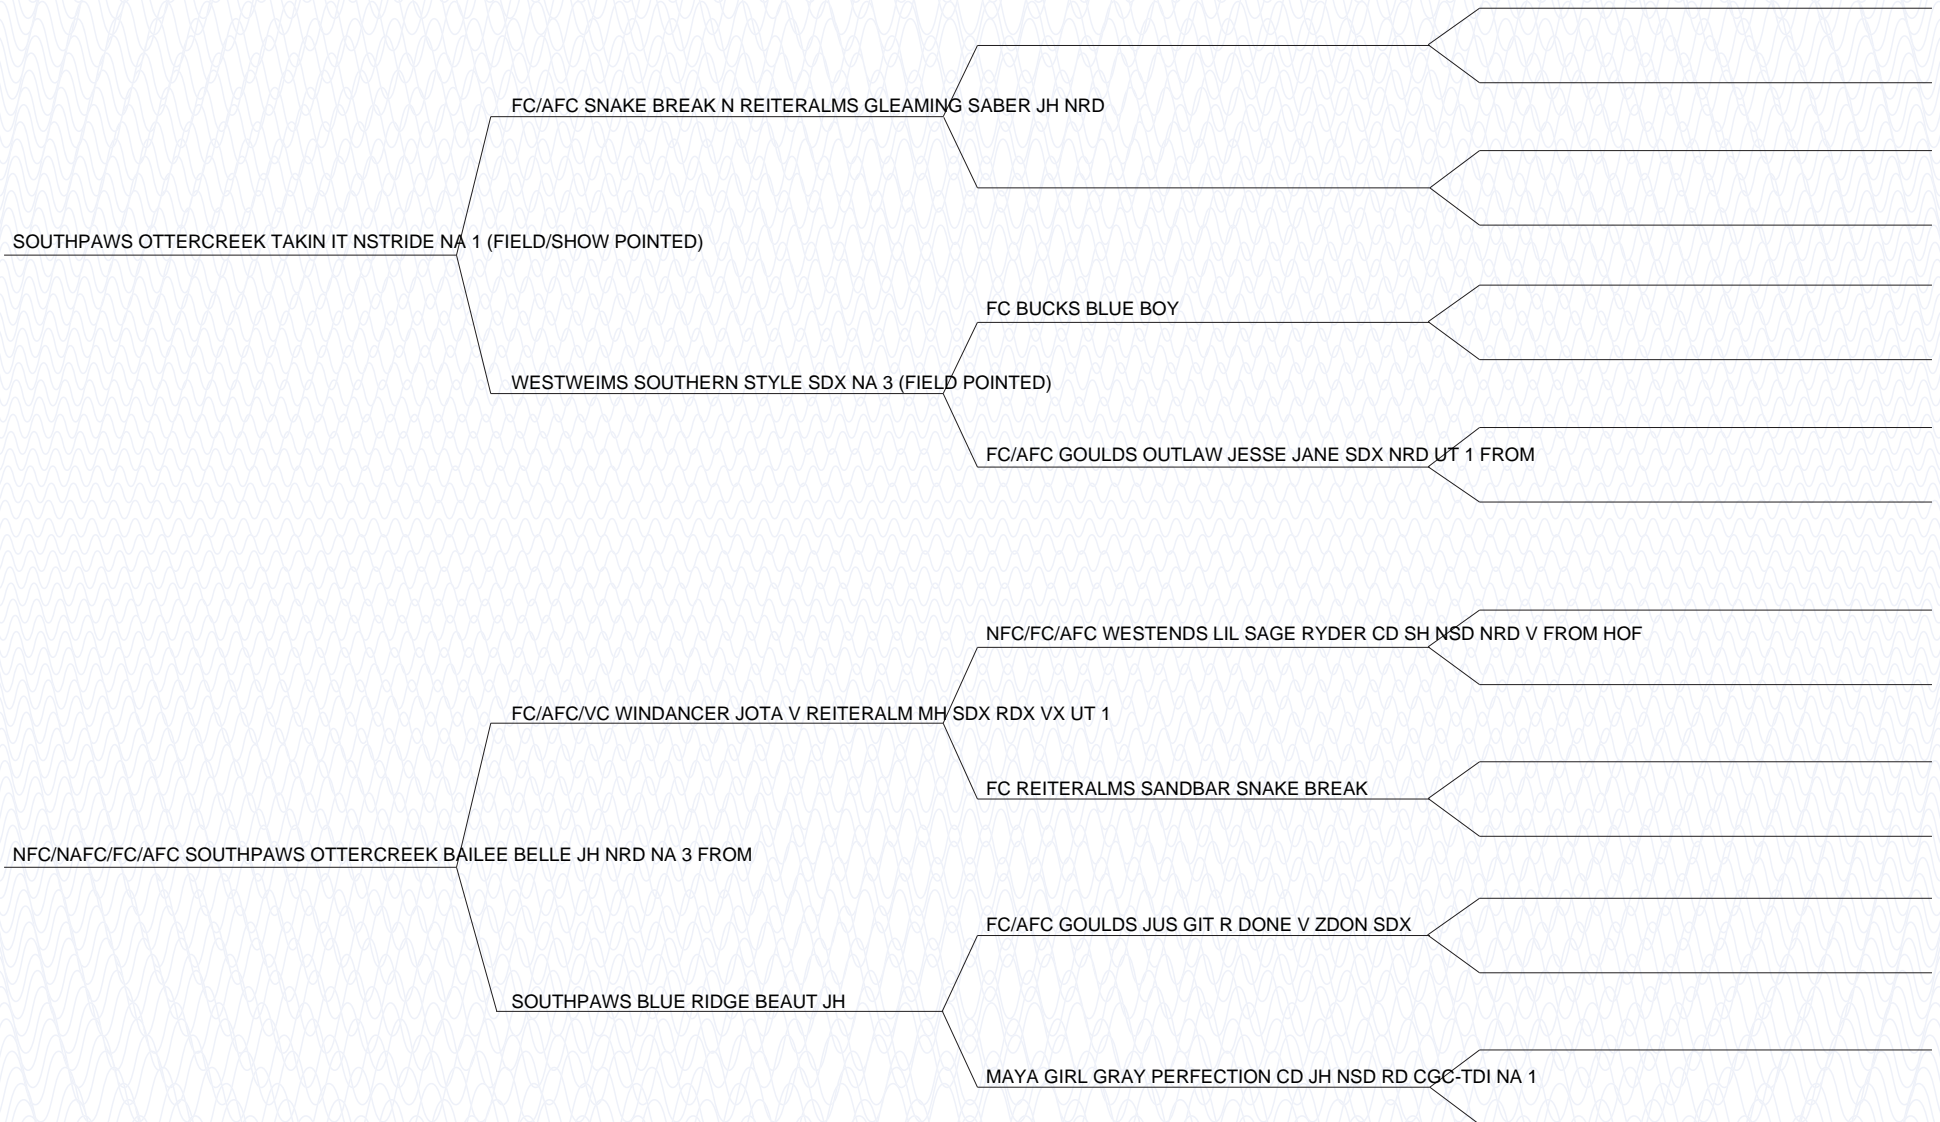 FC/AFC SNAKE BREAK N REITERALMS GLEAMING SABER JH NRD
SOUTHPAWS OTTERCREEK TAKIN IT NSTRIDE NA 1 (FIELD/SHOW POINTED)
FC BUCKS BLUE BOY
WESTWEIMS SOUTHERN STYLE SDX NA 3 (FIELD POINTED)
FC/AFC GOULDS OUTLAW JESSE JANE SDX NRD UT 1 FROM
NFC/FC/AFC WESTENDS LIL SAGE RYDER CD SH NSD NRD V FROM HOF
FC/AFC/VC WINDANCER JOTA V REITERALM MH SDX RDX VX UT 1
FC REITERALMS SANDBAR SNAKE BREAK
NFC/NAFC/FC/AFC SOUTHPAWS OTTERCREEK BAILEE BELLE JH NRD NA 3 FROM
FC/AFC GOULDS JUS GIT R DONE V ZDON SDX
SOUTHPAWS BLUE RIDGE BEAUT JH
MAYA GIRL GRAY PERFECTION CD JH NSD RD CGC-TDI NA 1